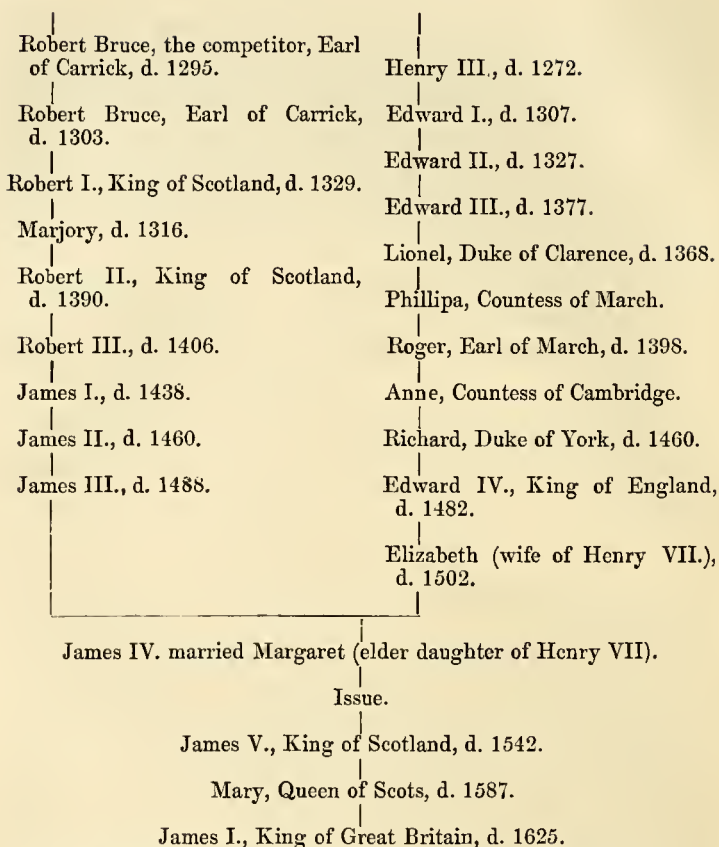 Robert Bruce, the competitor, Earl
of Carrick, d. 1295.
Robert Bruce, Earl of Carrick,
d. 1303.
Robert I., King of Scotland, d. 1329.
Marjory, d. 1316.
Robert II., King of Scotland,
d. 1390.
Robert III., d. 1406.
James I., d. 1438.
James II., d. 1460.
James III., d. 1488.
Henry III., d. 1272.
Edward I., d. 1307.
Edward II., d. 1327.
Edward III., d. 1377.
Lionel, Duke of Clarence, d. 1368.
Phillipa, Countess of March.
Roger, Earl of March, d. 1398.
Anne, Countess of Cambridge.
Richard, Duke of York, d. 1460.
Edward IV., King of England,
d. 1482.
Elizabeth (wife of Henry VII.),
d. 1502.
James IV. married Margaret (elder daughter of Henry VII).
Issue.
James V., King of Scotland, d. 1542.
Mary, Queen of Scots, d. 1587.
James I., King of Great Britain, d. 1625.